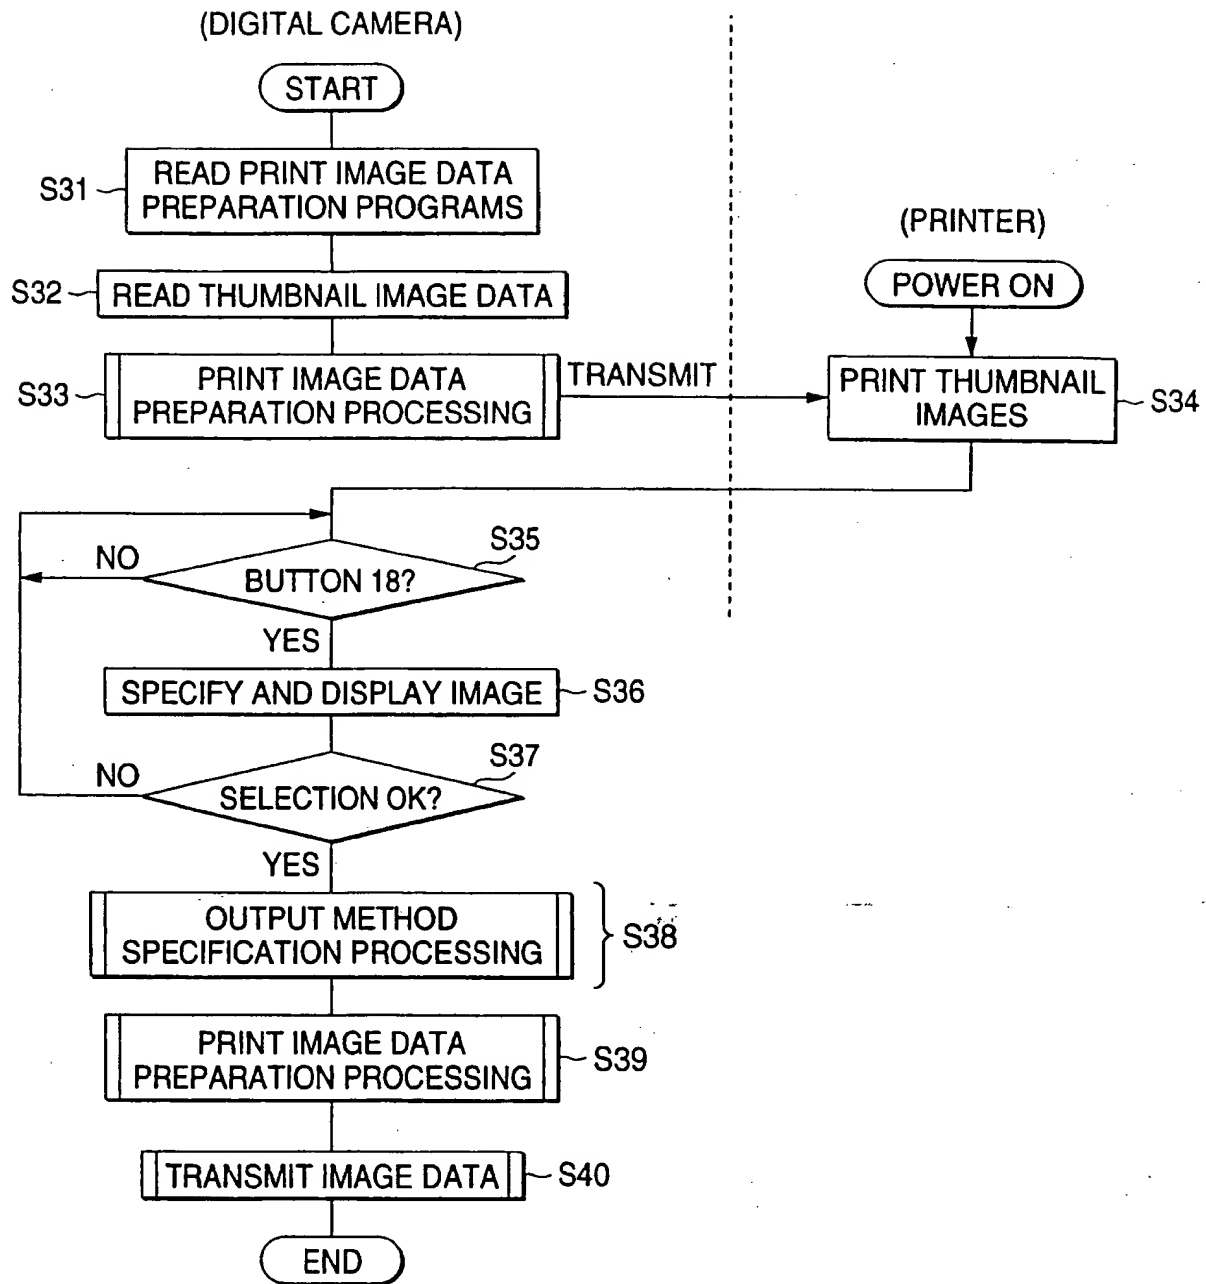 (DIGITAL CAMERA)
START
S31
READ PRINT IMAGE DATA
PREPARATION PROGRAMS
(PRINTER)
S32
READ THUMBNAIL IMAGE DATA
POWER ON
S33
PRINT IMAGE DATA
PREPARATION PROCESSING
TRANSMIT
PRINT THUMBNAIL
IMAGES
S34
S35
NO
BUTTON 18?
YES
SPECIFY AND DISPLAY IMAGE
S36
S37
NO
SELECTION OK?
YES
OUTPUT METHOD
SPECIFICATION PROCESSING
S38
PRINT IMAGE DATA
PREPARATION PROCESSING
S39
TRANSMIT IMAGE DATA
S40
END